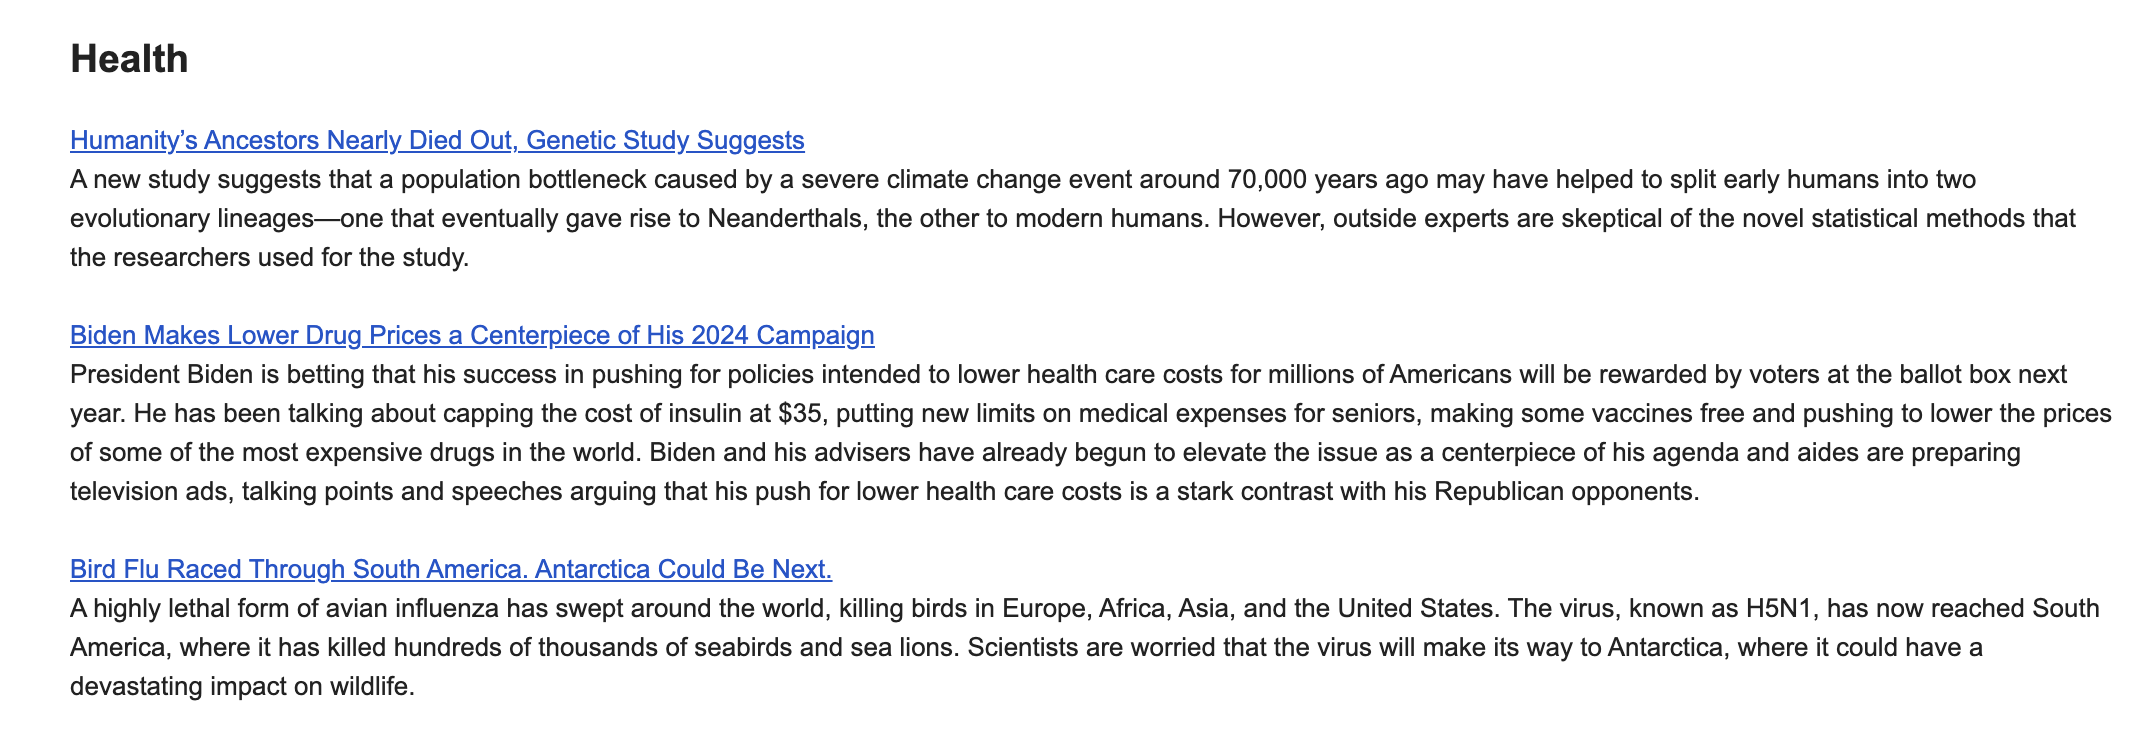 Health
Humanity’s Ancestors Nearly Died Out, Genetic Study Suggests
A new study suggests that a population bottleneck caused by a severe climate change event around 70,000 years ago may have helped to split early humans into two
evolutionary lineages—one that eventually gave rise to Neanderthals, the other to modern humans. However, outside experts are skeptical of the novel statistical methods that
the researchers used for the study.
Biden Makes Lower Drug Prices a Centerpiece of His 2024 Campaign
President Biden is betting that his success in pushing for policies intended to lower health care costs for millions of Americans will be rewarded by voters at the ballot box next
year. He has been talking about capping the cost of insulin at $35, putting new limits on medical expenses for seniors, making some vaccines free and pushing to lower the prices
of some of the most expensive drugs in the world. Biden and his advisers have already begun to elevate the issue as a centerpiece of his agenda and aides are preparing
television ads, talking points and speeches arguing that his push for lower health care costs is a stark contrast with his Republican opponents.
Bird Flu Raced Through South America. Antarctica Could Be Next.
A highly lethal form of avian influenza has swept around the world, killing birds in Europe, Africa, Asia, and the United States. The virus, known as H5N1, has now reached South
America, where it has killed hundreds of thousands of seabirds and sea lions. Scientists are worried that the virus will make its way to Antarctica, where it could have a
devastating impact on wildlife.